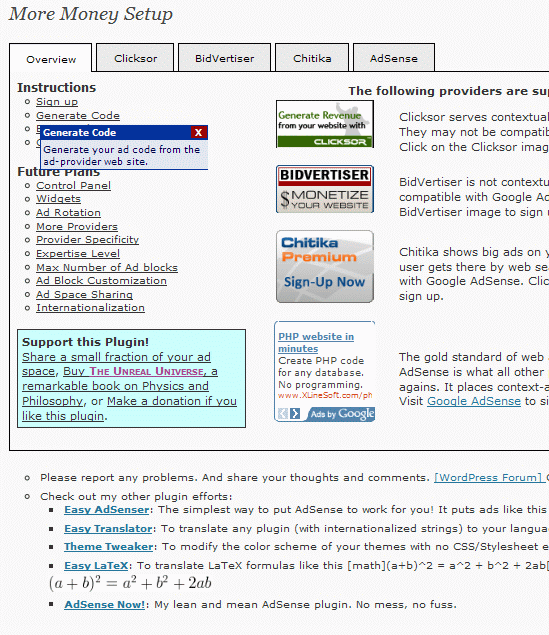 More Money Setup
Overview
Clicksor
BidVertiser
Chitika
AdSense
Instructions
Sign up
Generate Code
Generate Code X
Generate your ad code from the
ad-provider web site.
Future Plans
Control Panel
Widgets
Ad Rotation
More Providers
Provider Specificity
Expertise Level
Max Number of Ad blocks
Ad Block Customization
Ad Space Sharing
Internationalization
Support this Plugin!
Share a small fraction of your ad
space, Buy The Unreal Universe, a
remarkable book on Physics and
Philosophy, or Make a donation if you
like this plugin.
The following providers are sup
Generate Revenue
from your website with
CLICKSOR
Clicksor serves contextual
They may not be compatib
Click on the Clicksor imag
BIDVERTISER
$ MONETIZE
YOUR WEBSITE
BidVertiser is not contextu
compatible with Google Ad
BidVertiser image to sign u
Chitika
Premium
Sign-Up Now
Chitika shows big ads on y
user gets there by web sea
with Google AdSense. Clic
sign up.
PHP website in
minutes
Create PHP code
for any database.
No programming.
www.XLineSoft.com/ph
Ads by Google
The gold standard of web a
AdSense is what all other
agains. It places context-a
Visit Google AdSense to si
Please report any problems. And share your thoughts and comments. [WordPress Forum]
Check out my other plugin efforts:
Easy AdSenser: The simplest way to put AdSense to work for you! It puts ads like this
Easy Translator: To translate any plugin (with internationalized strings) to your langua
Theme Tweaker: To modify the color scheme of your themes with no CSS/Stylesheet e
Easy LaTeX: To translate LaTeX formulas like this [math](a+b)^2 = a^2 + b^2 + 2ab[
(a + b)² = a² + b² + 2ab
AdSense Now!: My lean and mean AdSense plugin. No mess, no fuss.